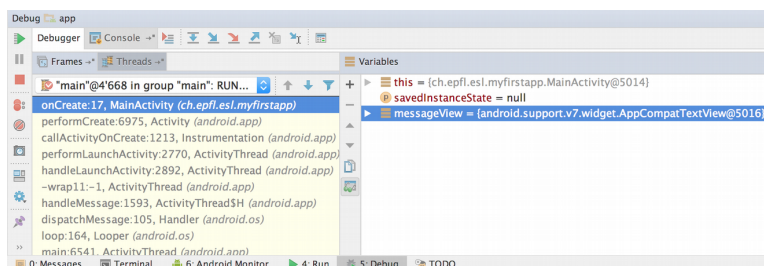 Debug app
Debugger Console
Frames Threads Variables
"main"@4'668 in group "main": RUN...
onCreate:17, MainActivity (ch.epfl.esl.myfirstapp)
performCreate:6975, Activity (android.app)
callActivityOnCreate:1213, Instrumentation (android.app)
performLaunchActivity:2770, ActivityThread (android.app)
handleLaunchActivity:2892, ActivityThread (android.app)
-wrap11:-1, ActivityThread (android.app)
handleMessage:1593, ActivityThread$H (android.app)
dispatchMessage:105, Handler (android.os)
loop:164, Looper (android.os)
main:6541, ActivityThread (android.app)
this = {ch.epfl.esl.myfirstapp.MainActivity@5014}
savedInstanceState = null
messageView = {android.support.v7.widget.AppCompatTextView@5016}
0: Messages Terminal 6: Android Monitor 4: Run 5: Debug TODO